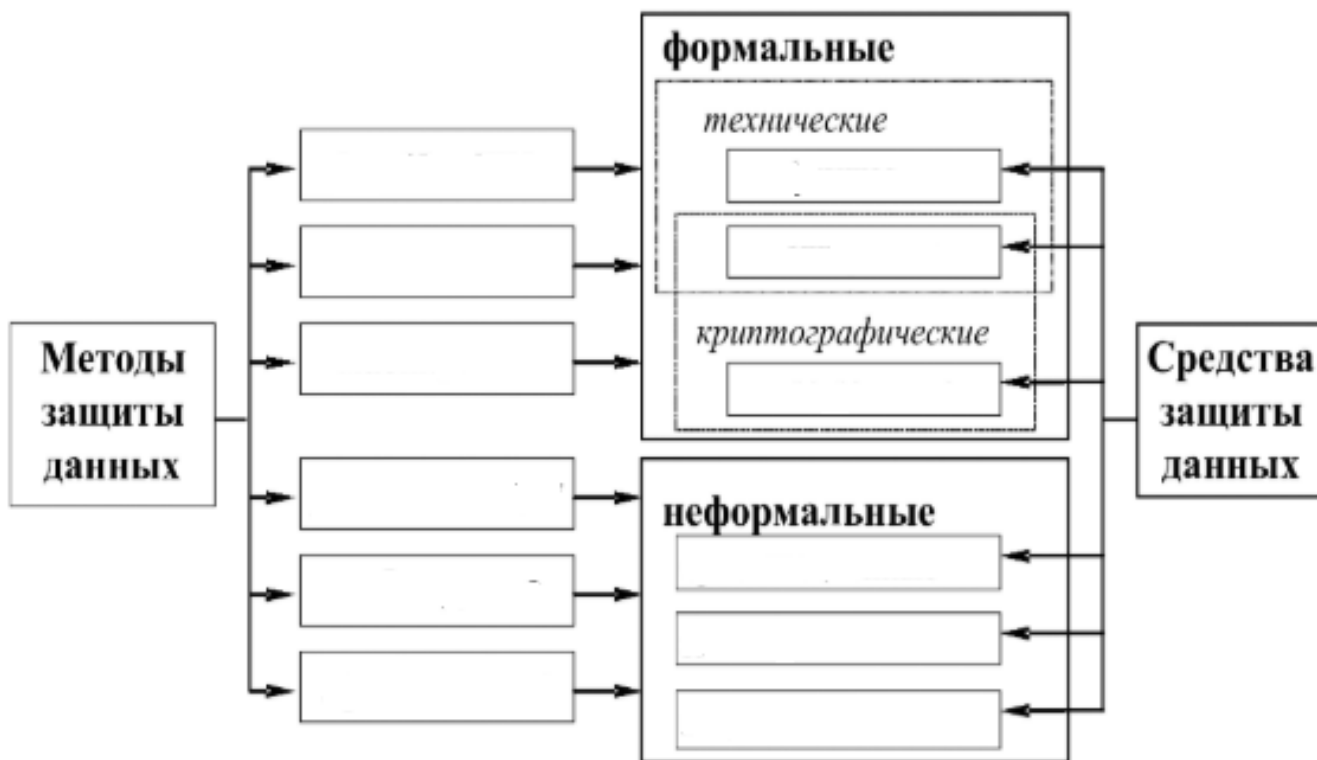 формальные
технические
Методы
защиты
данных
криптографические
Средства
защиты
данных
неформальные